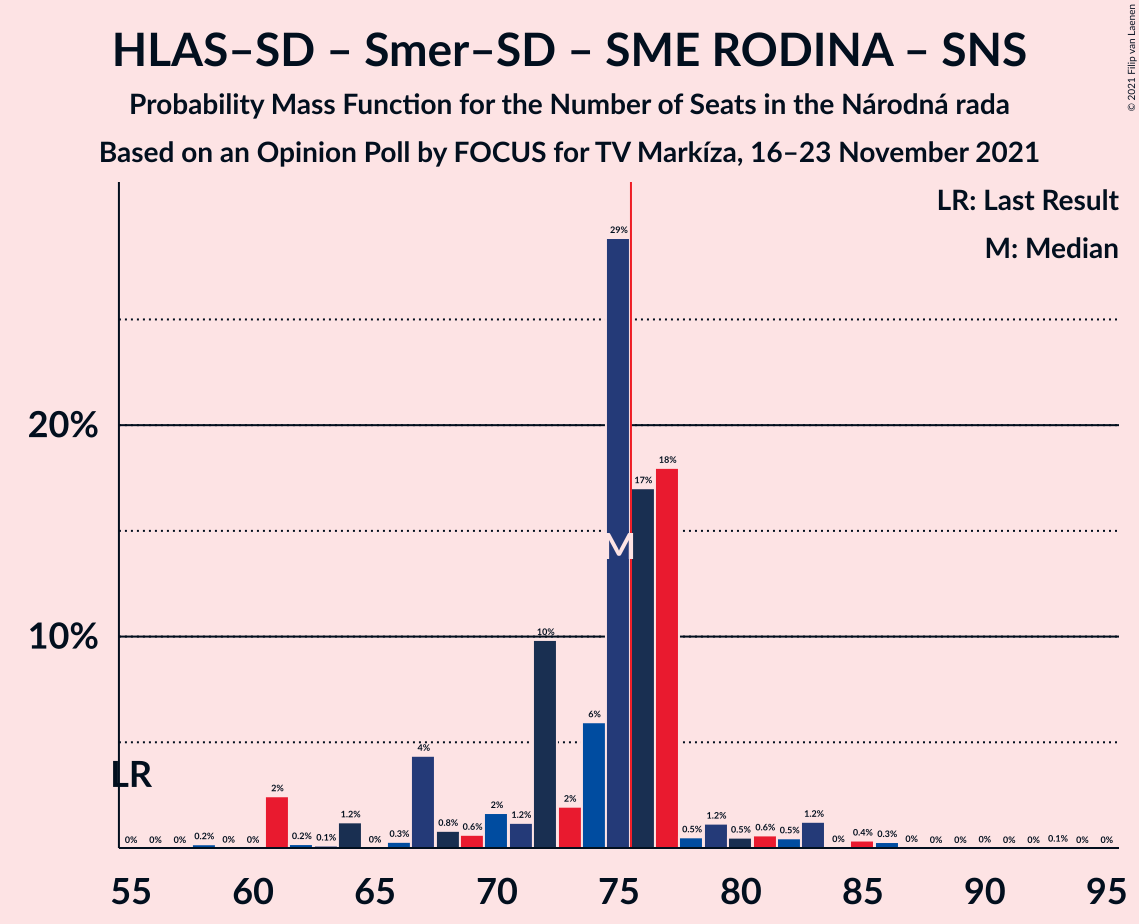 HLAS–SD – Smer–SD – SME RODINA – SNS
Probability Mass Function for the Number of Seats in the Národná rada
Based on an Opinion Poll by FOCUS for TV Markíza, 16–23 November 2021
© 2021 Filip van Laenen
LR: Last Result
M: Median
20%
10%
LR
M
0% 0% 0% 0.2% 0% 0% 2% 0.2% 0.1% 1.2% 0% 0.3% 4% 0.8% 0.6% 2% 1.2% 10% 2% 6% 29% 17% 18% 0.5% 1.2% 0.5% 0.6% 0.5% 1.2% 0% 0.4% 0.3% 0% 0% 0% 0% 0% 0% 0.1% 0% 0%
55 60 65 70 75 80 85 90 95